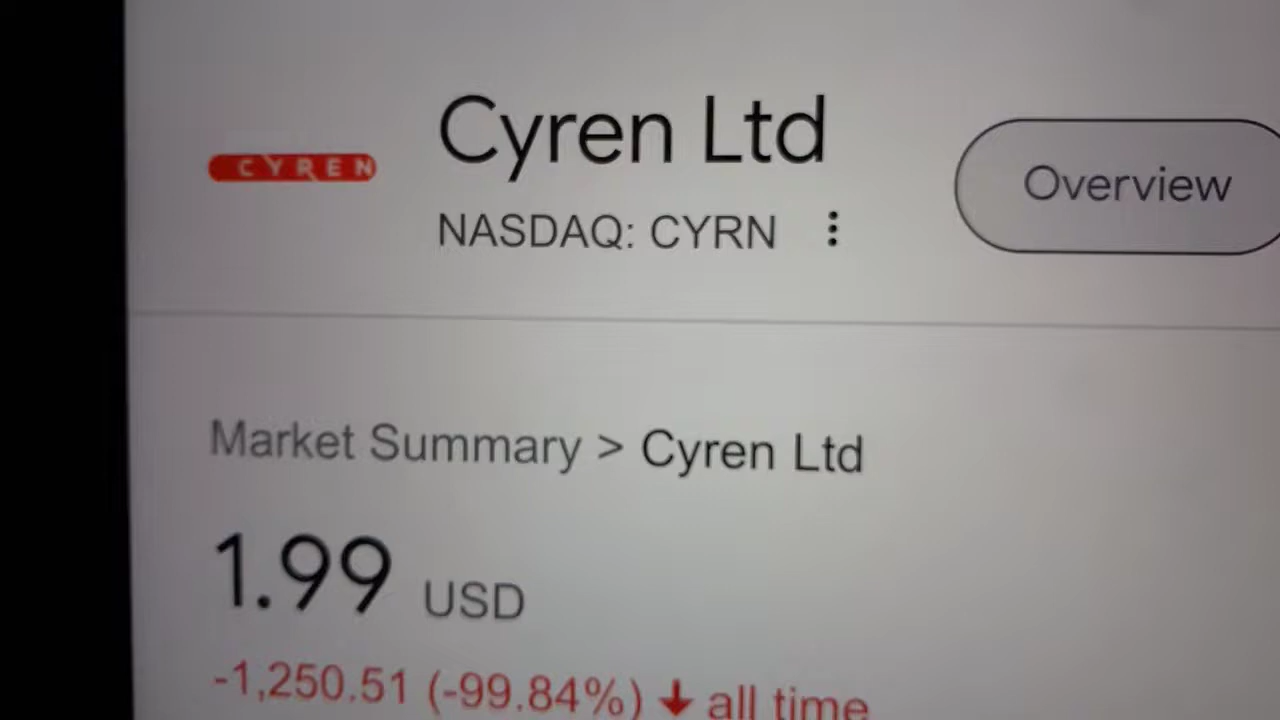 CYREN
Cyren Ltd
NASDAQ: CYRN
Overview
Market Summary > Cyren Ltd
1.99 USD
-1,250.51 (-99.84%) ↓ all time